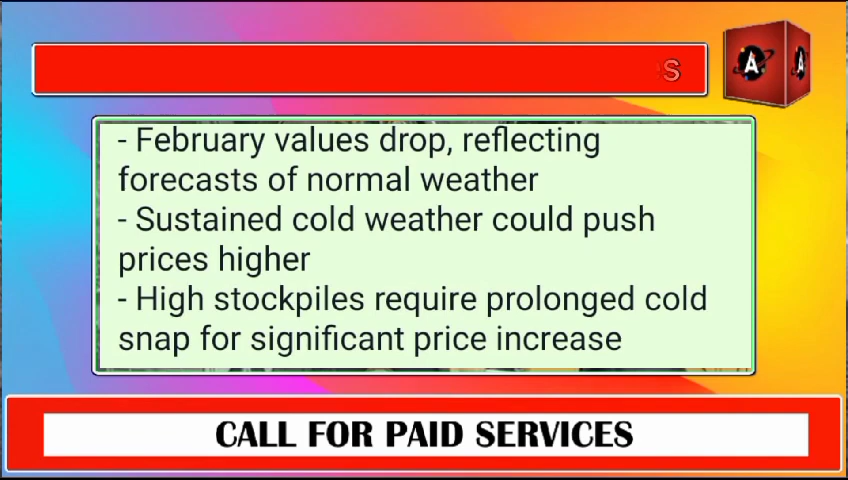 S
A A
- February values drop, reflecting
forecasts of normal weather
- Sustained cold weather could push
prices higher
- High stockpiles require prolonged cold
snap for significant price increase
CALL FOR PAID SERVICES